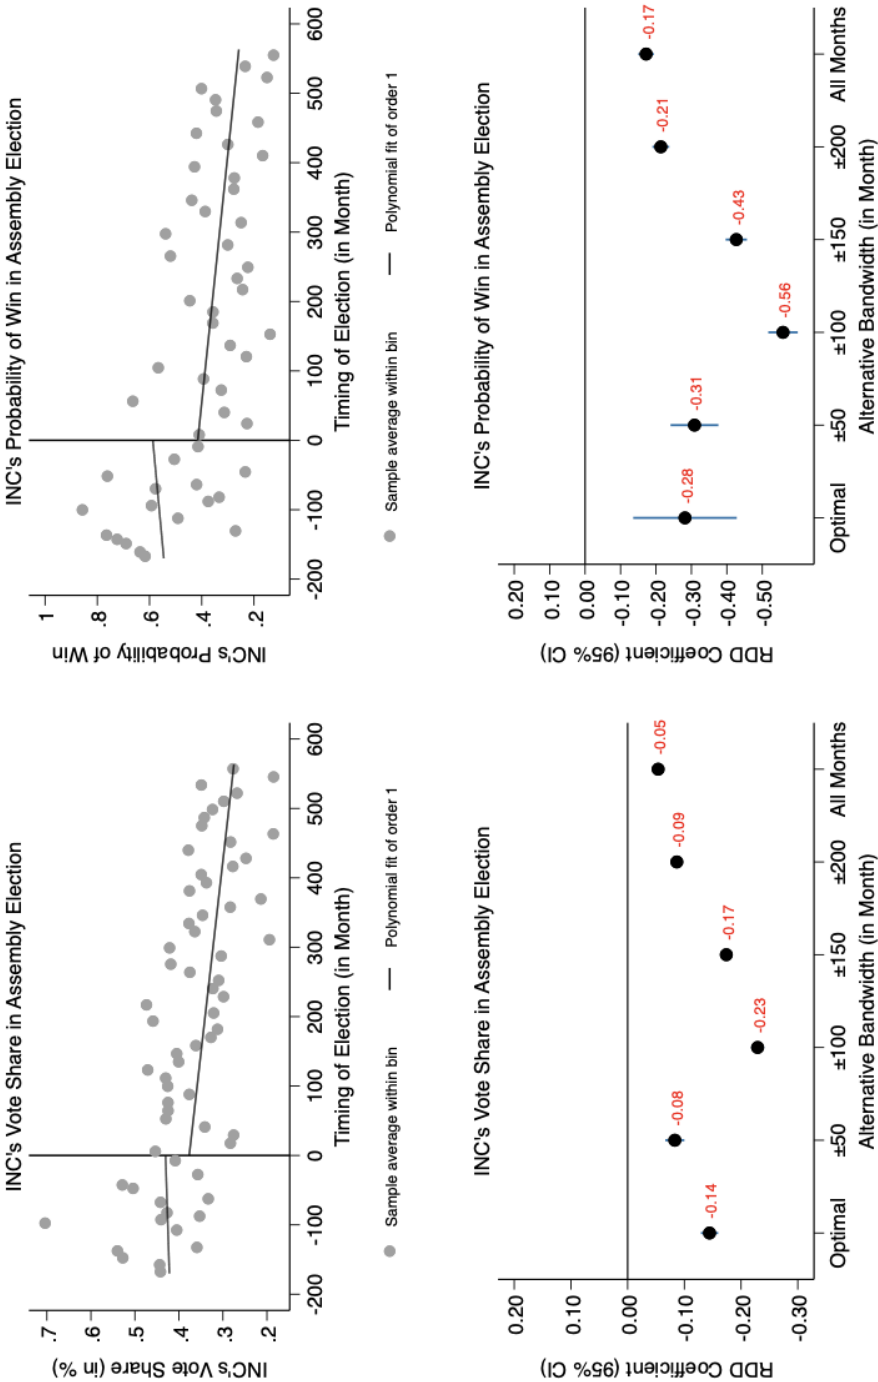 INC's Vote Share in Assembly Election
INC's Vote Share (in %)
.7
.6
.5
.4
.3
.2
-200 -100 0 100 200 300 400 500 600
Timing of Election (in Month)
Sample average within bin Polynomial fit of order 1
INC's Probability of Win in Assembly Election
INC's Probability of Win
1
.8
.6
.4
.2
-200 -100 0 100 200 300 400 500 600
Timing of Election (in Month)
Sample average within bin Polynomial fit of order 1
INC's Vote Share in Assembly Election
RDD Coefficient (95% CI)
0.20
0.10
0.00
-0.10
-0.20
-0.30
-0.14
-0.08
-0.23
-0.17
-0.09
-0.05
Optimal ±50 ±100 ±150 ±200 All Months
Alternative Bandwidth (in Month)
INC's Probability of Win in Assembly Election
RDD Coefficient (95% CI)
0.20
0.10
0.00
-0.10
-0.20
-0.30
-0.40
-0.50
-0.28
-0.31
-0.56
-0.43
-0.21
-0.17
Optimal ±50 ±100 ±150 ±200 All Months
Alternative Bandwidth (in Month)